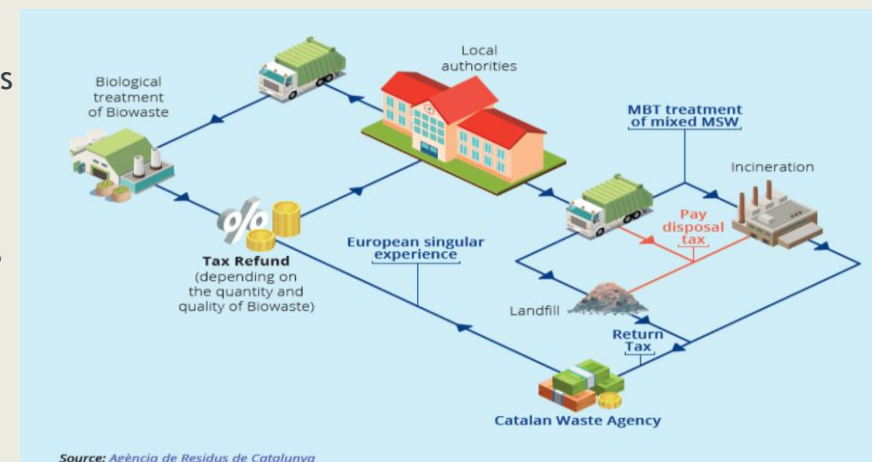 Local
authorities
Biological
treatment
of Biowaste
MBT treatment
of mixed MSW
Incineration
Pay
disposal
tax
%
European singular
experience
Tax Refund
(depending on
the quantity and
quality of Biowaste)
Landfill
Return
Tax
Catalan Waste Agency
Source: Agència de Residus de Catalunya